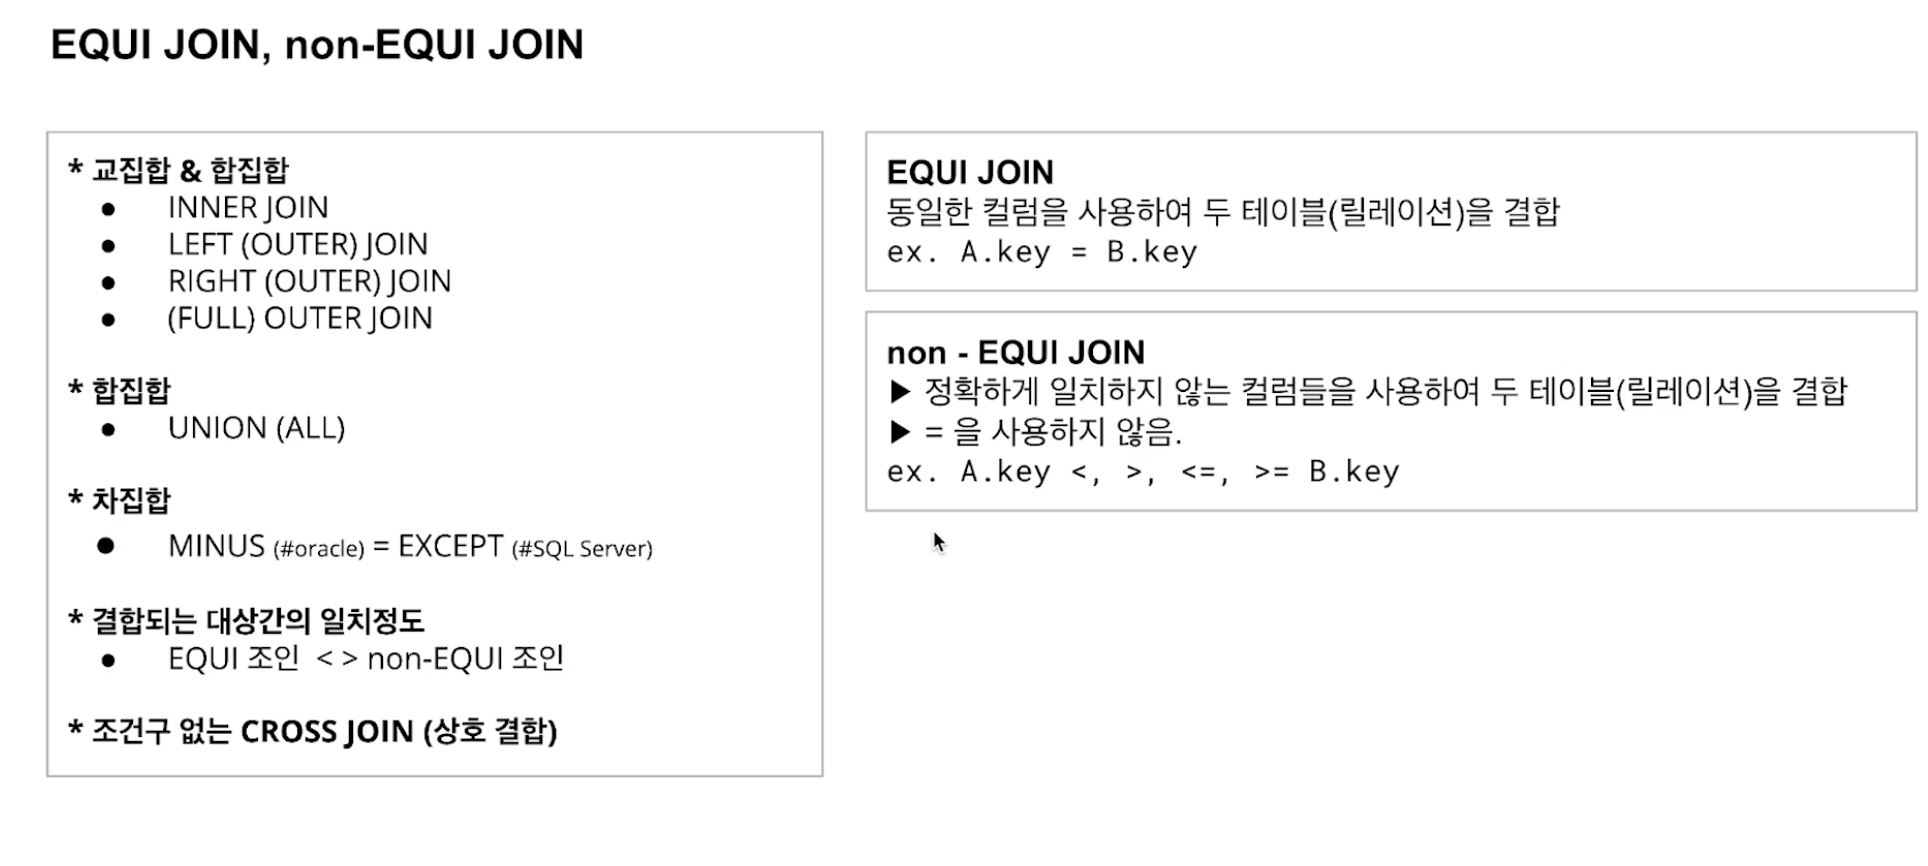 EQUI JOIN, non-EQUI JOIN
* 교집합 & 합집합
● INNER JOIN
● LEFT (OUTER) JOIN
● RIGHT (OUTER) JOIN
● (FULL) OUTER JOIN
* 합집합
● UNION (ALL)
* 차집합
● MINUS (#oracle) = EXCEPT (#SQL Server)
* 결합되는 대상간의 일치정도
● EQUI 조인 < > non-EQUI 조인
* 조건구 없는 CROSS JOIN (상호 결합)
EQUI JOIN
동일한 컬럼을 사용하여 두 테이블(릴레이션)을 결합
ex. A.key = B.key
non - EQUI JOIN
▶ 정확하게 일치하지 않는 컬럼들을 사용하여 두 테이블(릴레이션)을 결합
▶ = 을 사용하지 않음.
ex. A.key <, >, <=, >= B.key